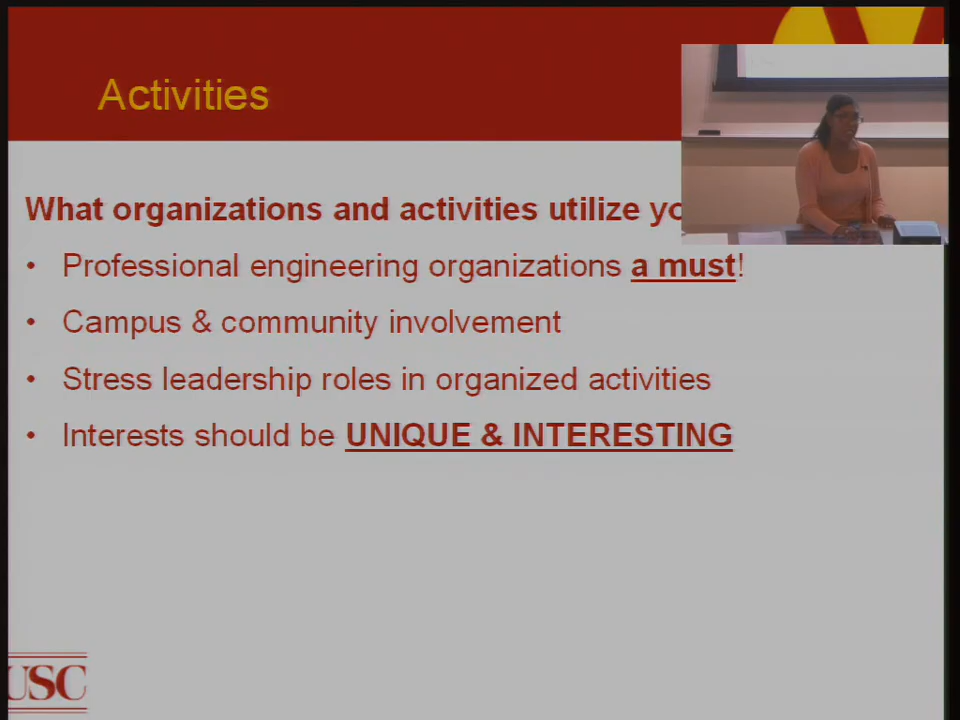 Activities
What organizations and activities utilize
• Professional engineering organizations a must!
• Campus & community involvement
• Stress leadership roles in organized activities
• Interests should be UNIQUE & INTERESTING
USC